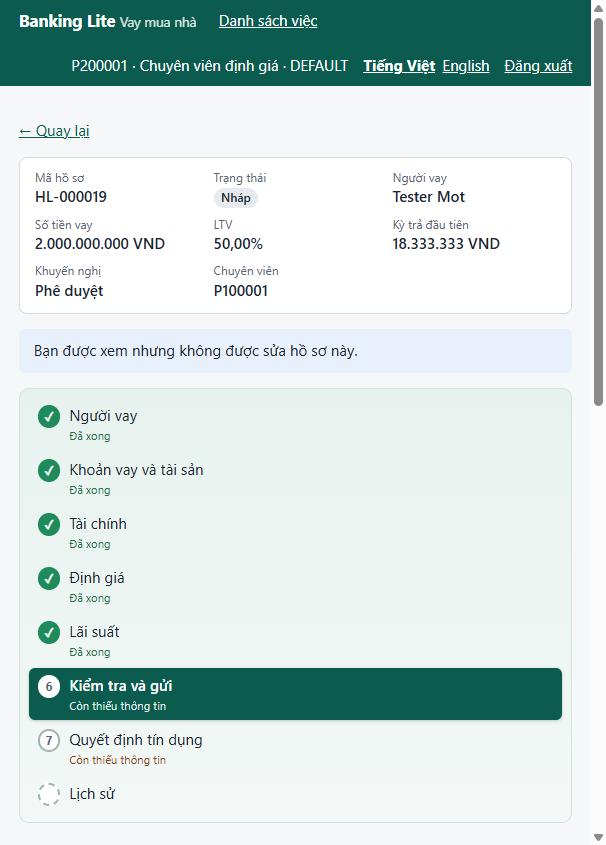 Banking Lite Vay mua nhà Danh sách việc
P200001 · Chuyên viên định giá · DEFAULT Tiếng Việt English Đăng xuất
← Quay lại
Mã hồ sơ Trạng thái Người vay
HL-000019 Nháp Tester Mot
Số tiền vay LTV Kỳ trả đầu tiên
2.000.000.000 VND 50,00% 18.333.333 VND
Khuyến nghị Chuyên viên
Phê duyệt P100001
Bạn được xem nhưng không được sửa hồ sơ này.
Người vay
Đã xong
Khoản vay và tài sản
Đã xong
Tài chính
Đã xong
Định giá
Đã xong
Lãi suất
Đã xong
6 Kiểm tra và gửi
Còn thiếu thông tin
7 Quyết định tín dụng
Còn thiếu thông tin
Lịch sử